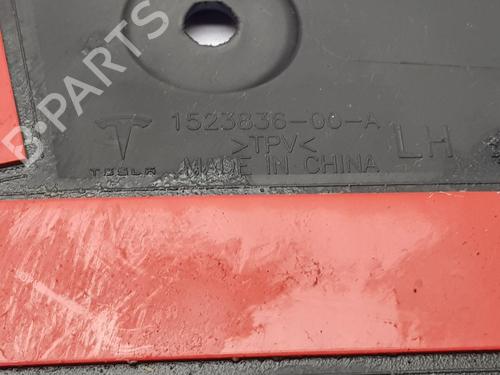 B-PARTS
1523836-00-A
>TPV<
MADE IN CHINA
LH
TESLA